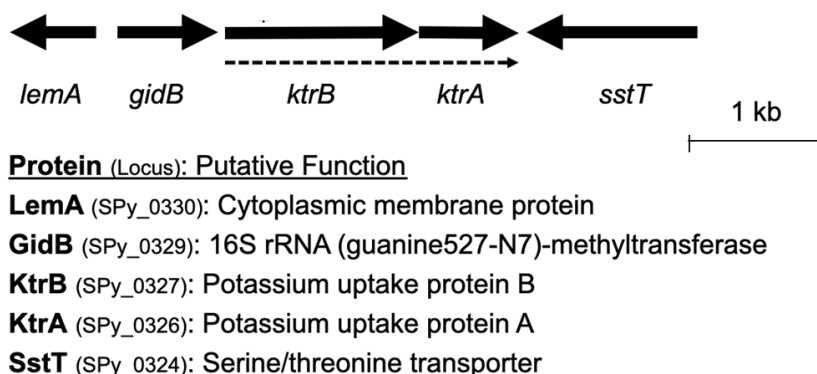 lemA gidB ktrB ktrA sstT
1 kb
Protein (Locus): Putative Function
LemA (SPy_0330): Cytoplasmic membrane protein
GidB (SPy_0329): 16S rRNA (guanine527-N7)-methyltransferase
KtrB (SPy_0327): Potassium uptake protein B
KtrA (SPy_0326): Potassium uptake protein A
SstT (SPy_0324): Serine/threonine transporter